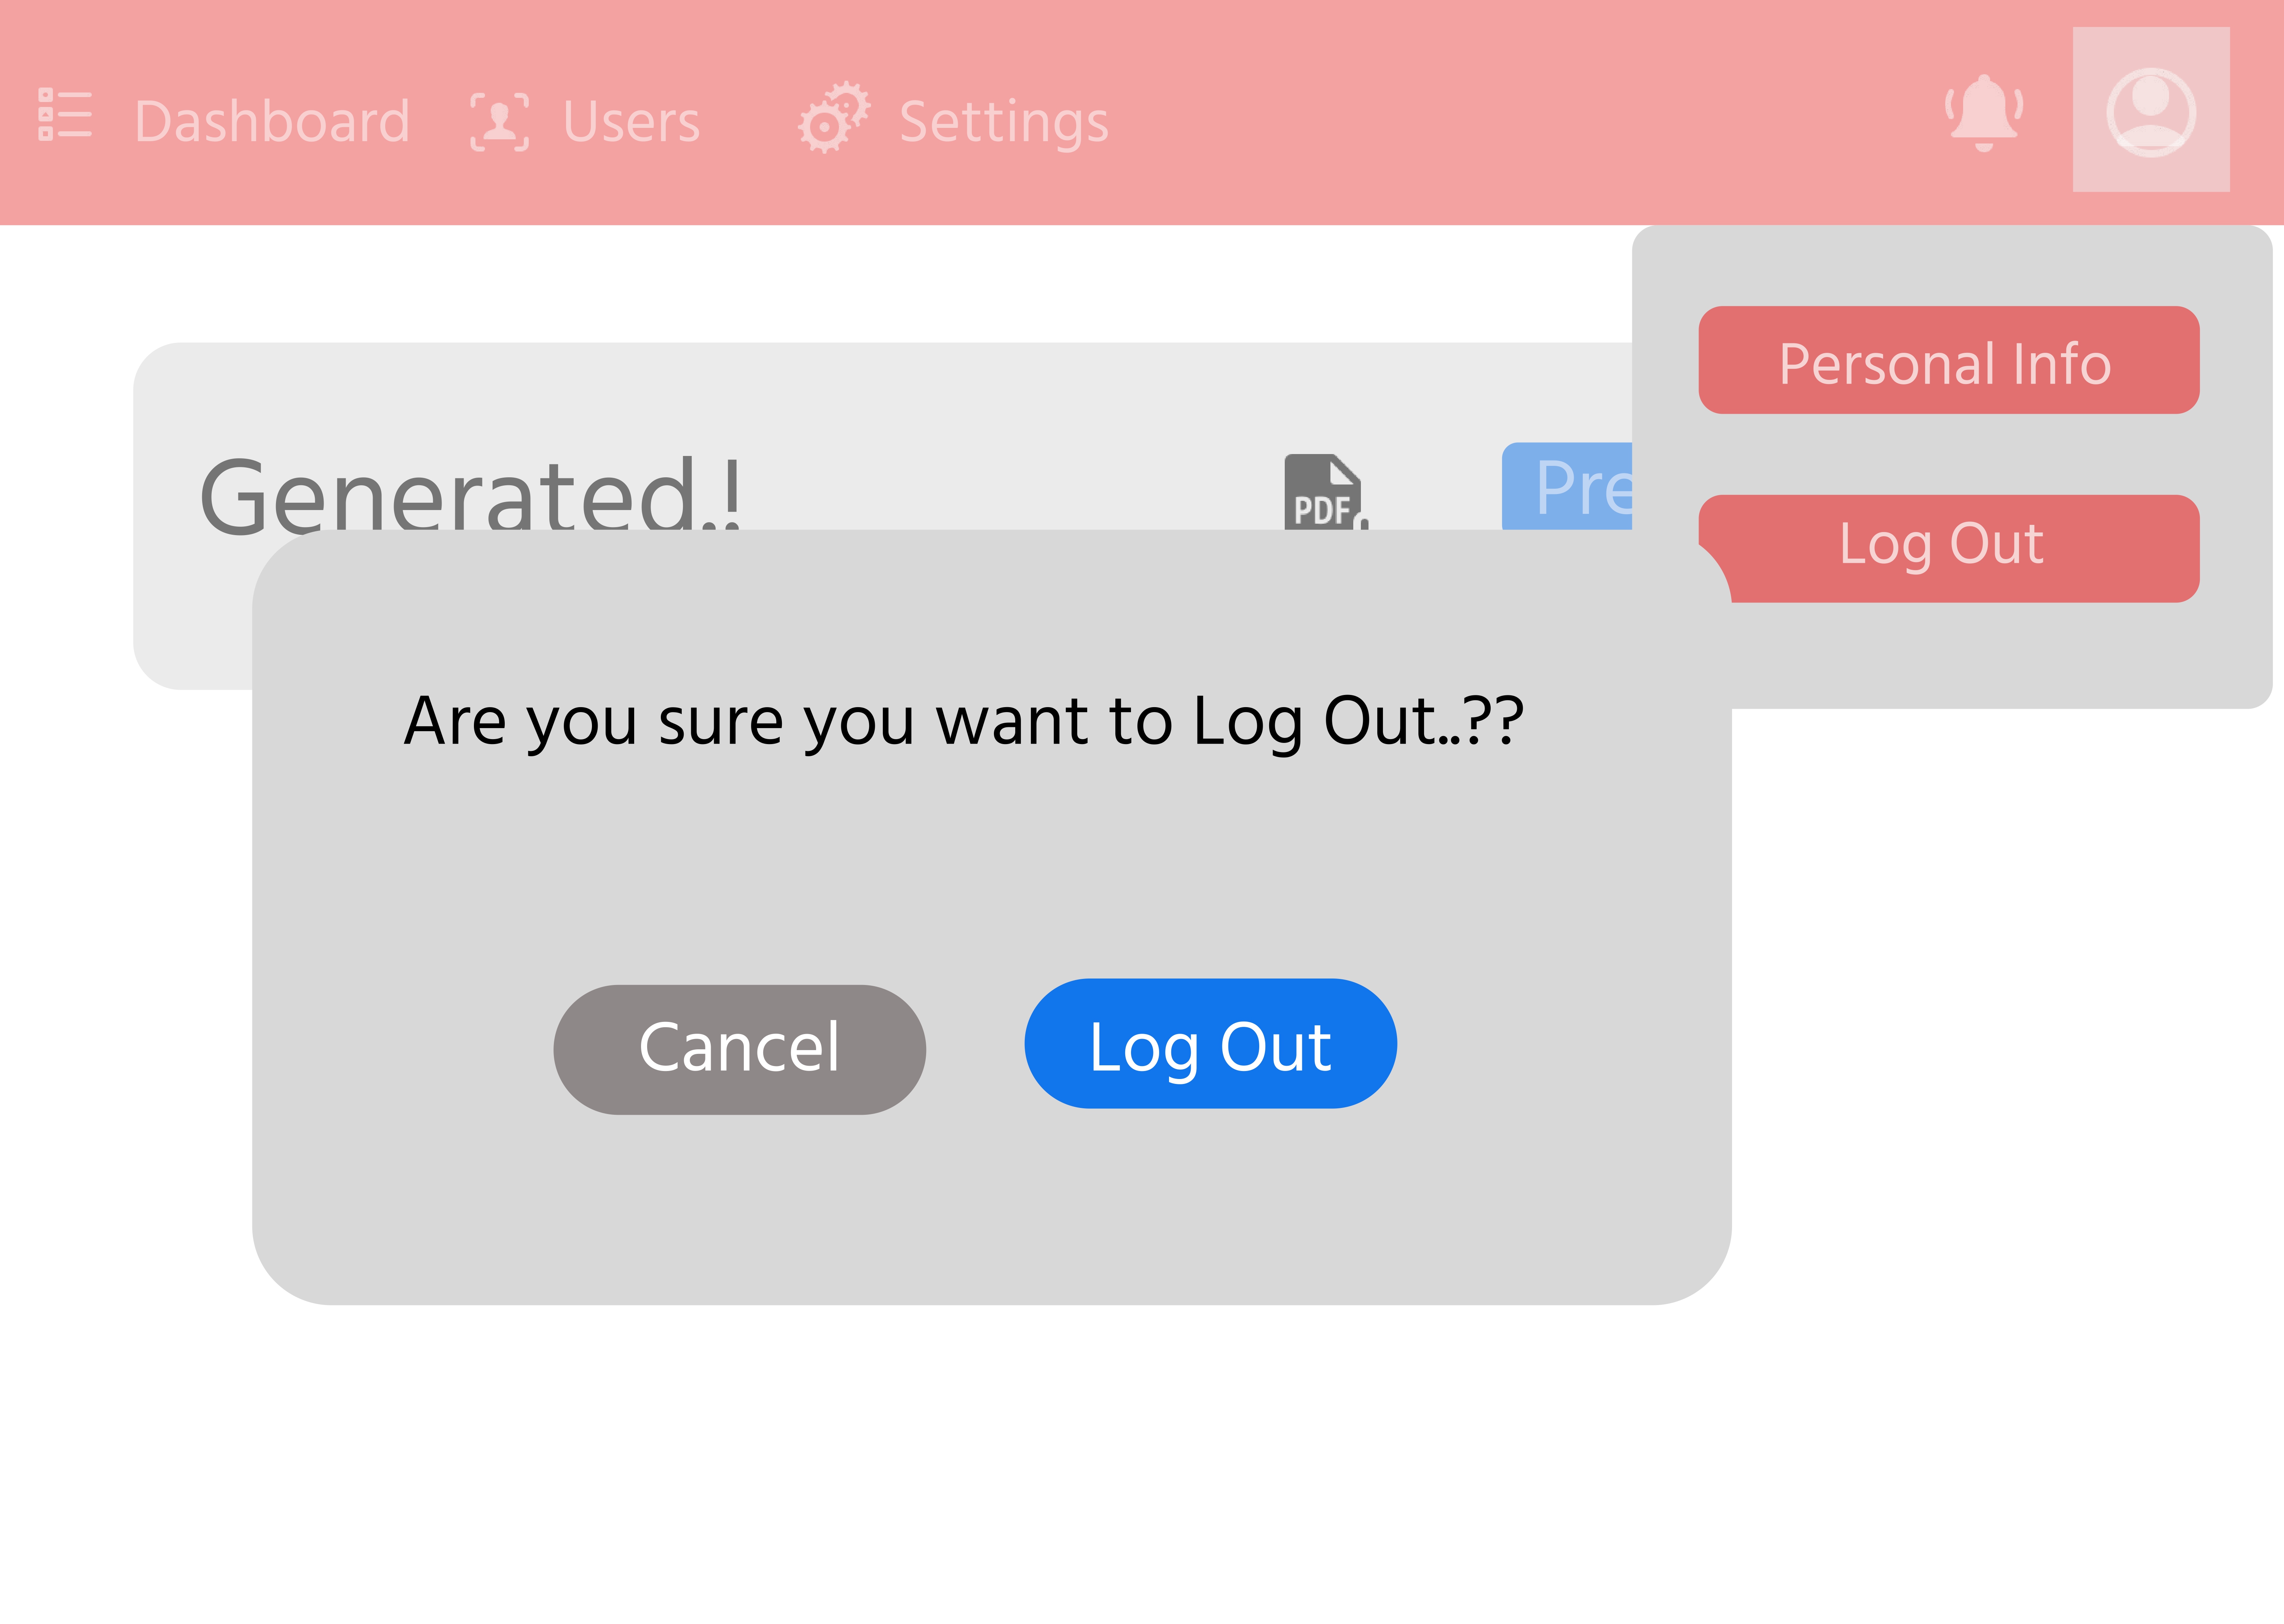 Dashboard Users Settings
Personal Info
Generated.!
PDF
Pre
Log Out
Are you sure you want to Log Out...??
Cancel Log Out